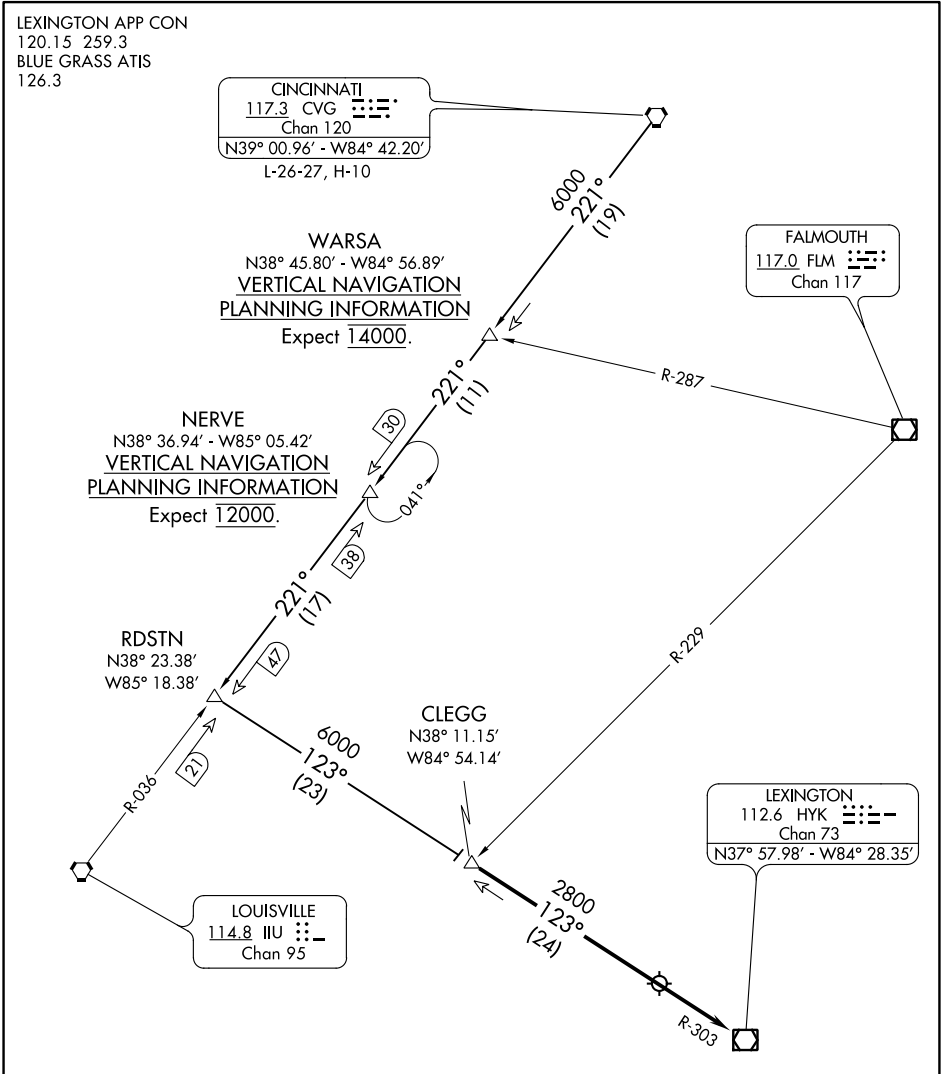 LEXINGTON APP CON
120.15 259.3
BLUE GRASS ATIS
126.3
CINCINNATI
117.3 CVG
Chan 120
N39° 00.96’ - W84° 42.20’
L-26-27, H-10
6000
221°
(19)
FALMOUTH
117.0 FLM
Chan 117
WARSA
N38° 45.80’ - W84° 56.89’
VERTICAL NAVIGATION
PLANNING INFORMATION
Expect 14000.
R-287
221°
(11)
NERVE
N38° 36.94’ - W85° 05.42’
VERTICAL NAVIGATION
PLANNING INFORMATION
Expect 12000.
30
041°
38
221°
(17)
R-229
RDSTN
N38° 23.38’
W85° 18.38’
47
21
R-036
6000
123°
(23)
CLEGG
N38° 11.15’
W84° 54.14’
LEXINGTON
112.6 HYK
Chan 73
N37° 57.98’ - W84° 28.35’
LOUISVILLE
114.8 IIU
Chan 95
2800
123°
(24)
R-303